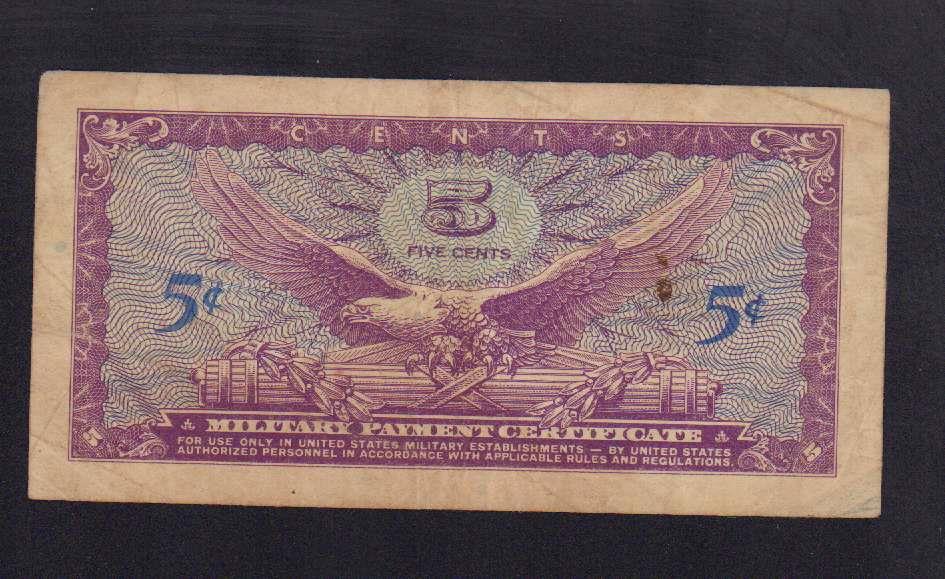 CENTS
5
FIVE CENTS
5¢ 5¢
MILITARY PAYMENT CERTIFICATE
FOR USE ONLY IN UNITED STATES MILITARY ESTABLISHMENTS — BY UNITED STATES
AUTHORIZED PERSONNEL IN ACCORDANCE WITH APPLICABLE RULES AND REGULATIONS.
5 5